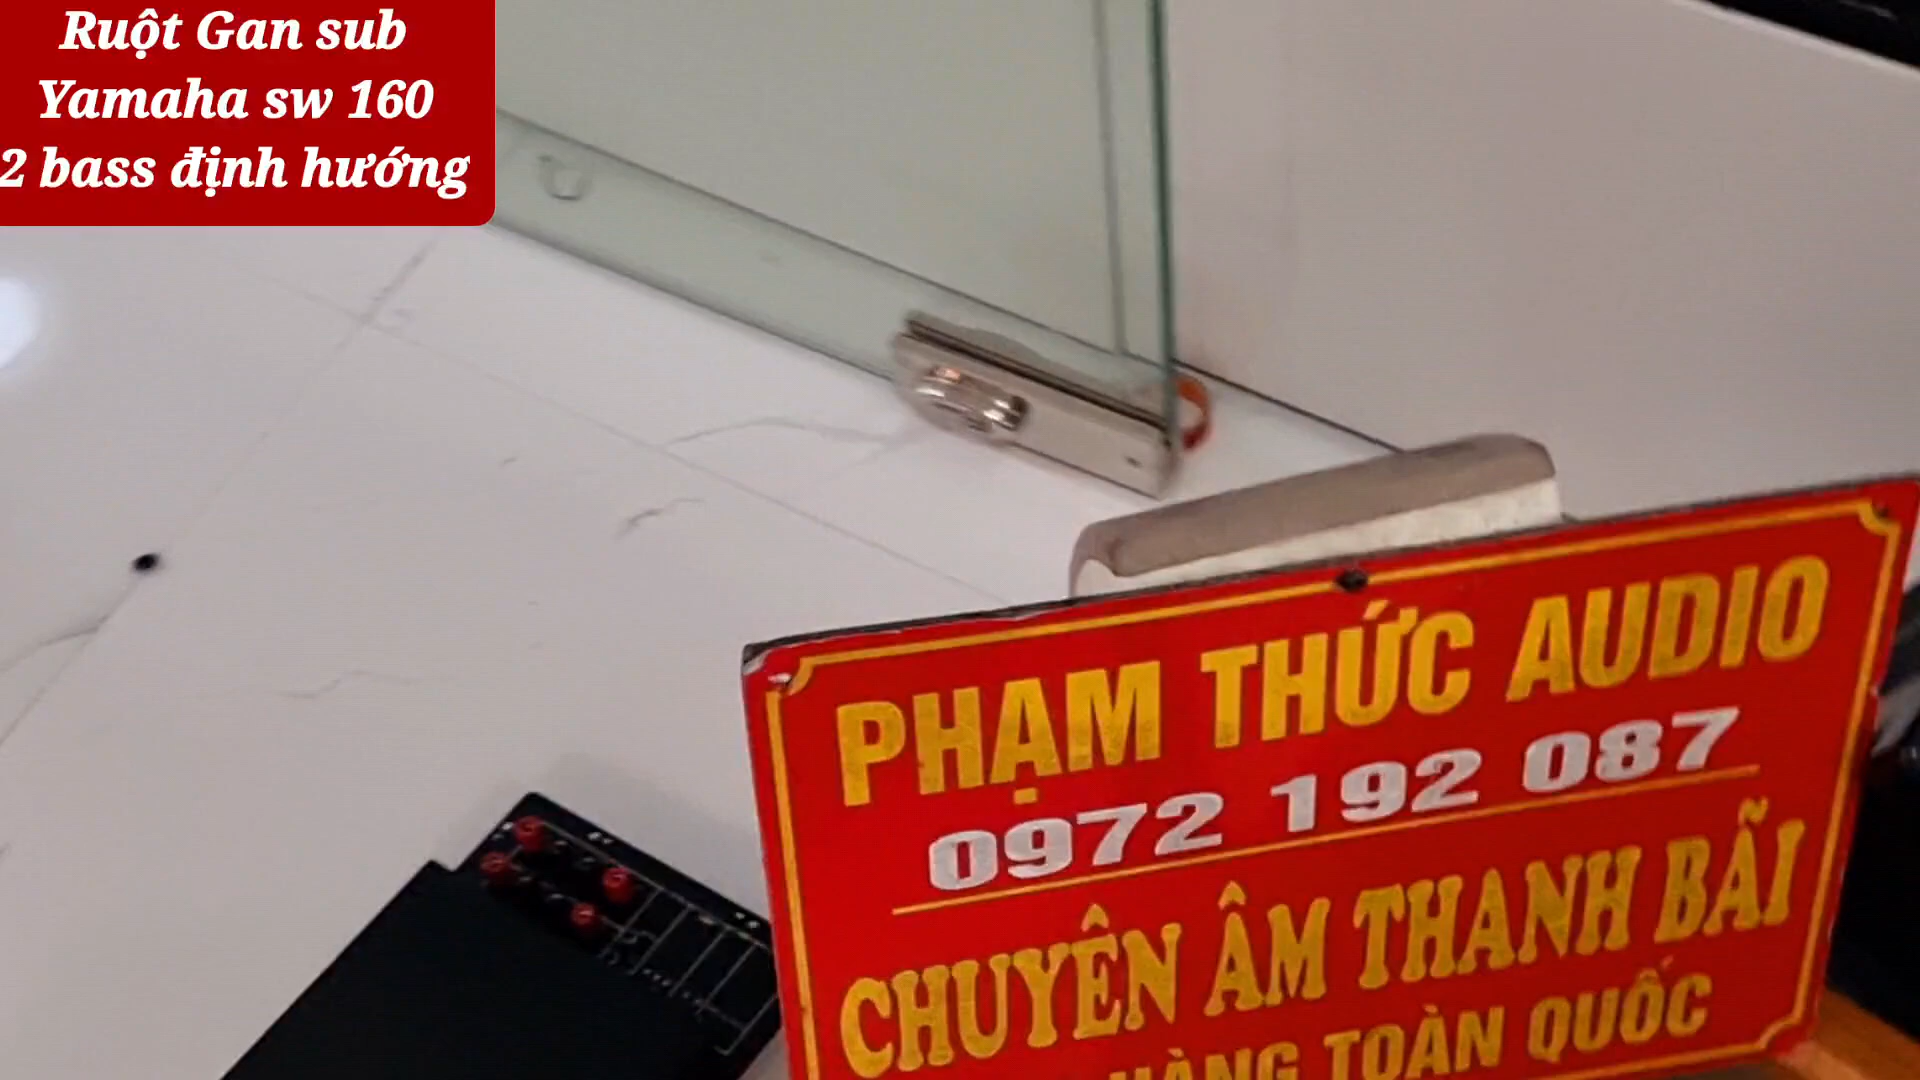 Ruột Gan sub
Yamaha sw 160
2 bass định hướng
PHẠM THỨC AUDIO
0972 192 087
CHUYÊN ÂM THANH BÃI
HÀNG TOÀN QUỐC